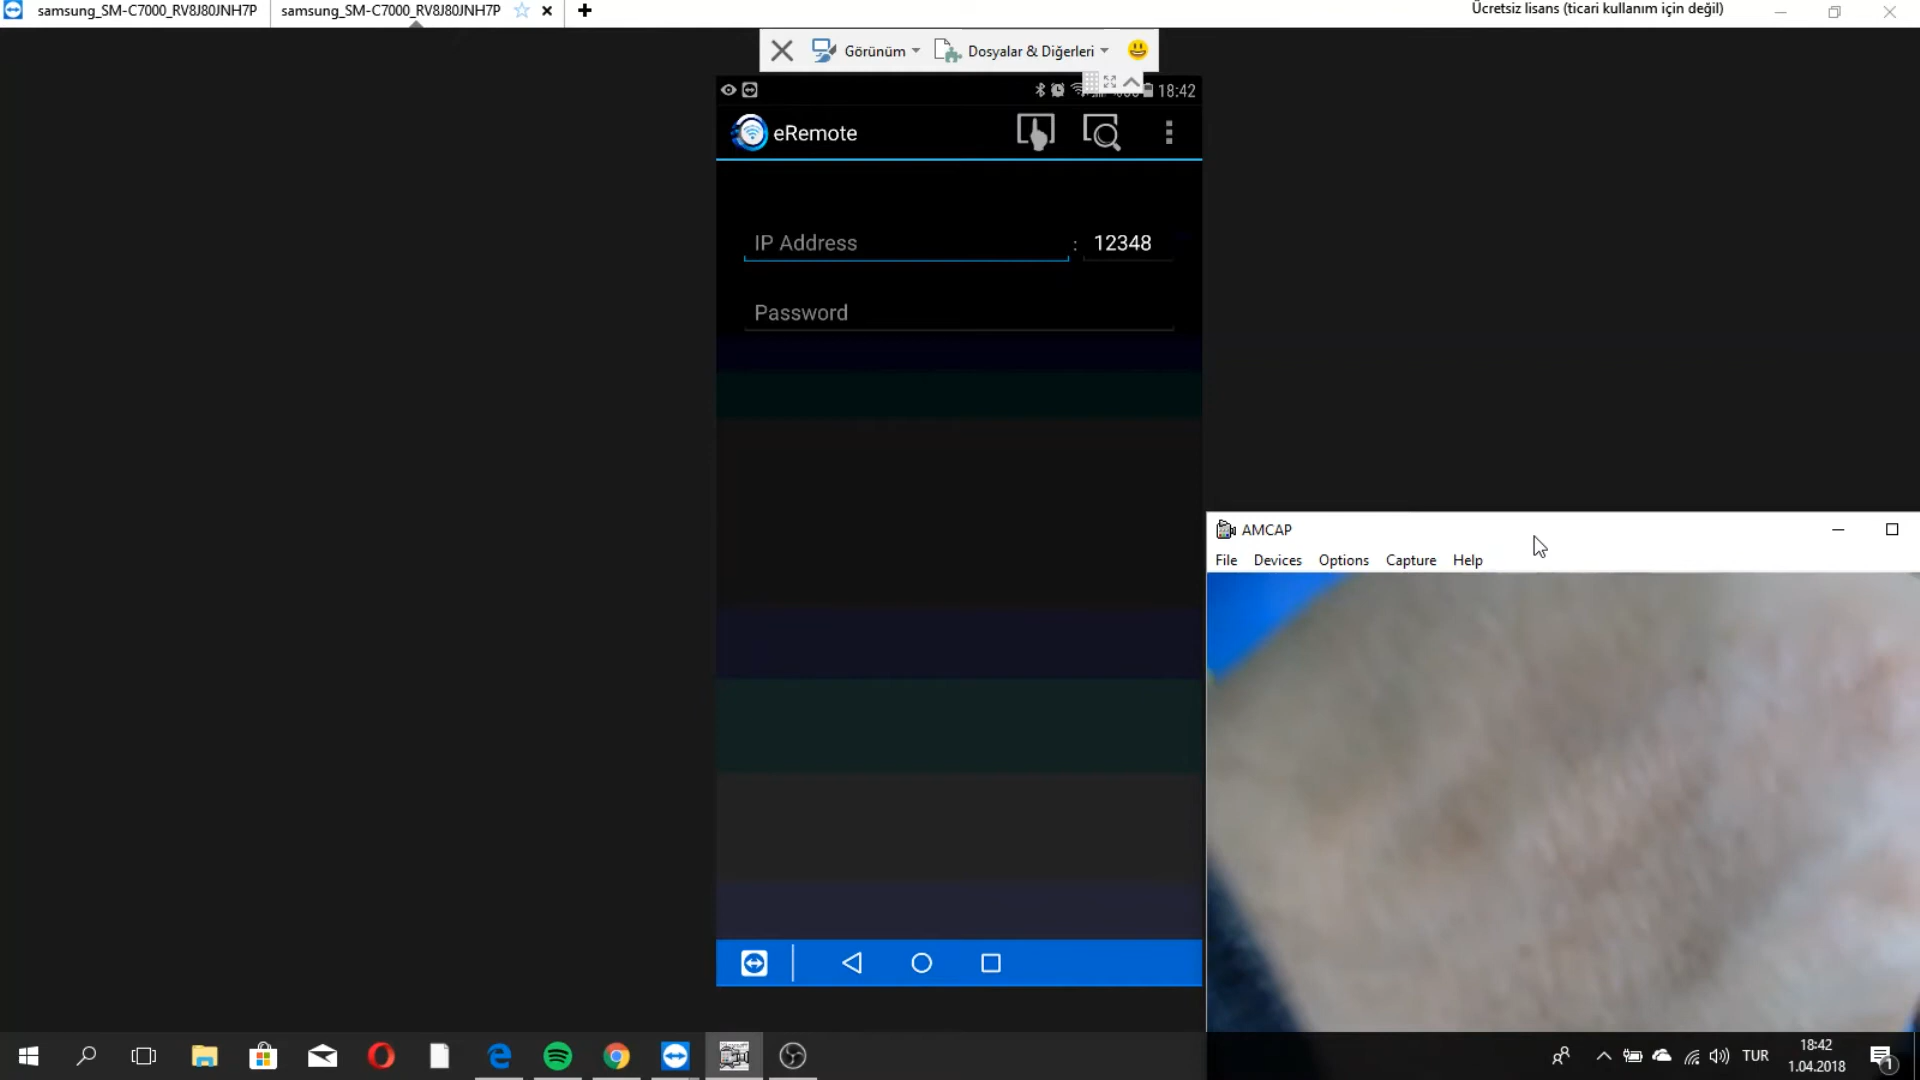 samsung_SM-C7000_RV8J80JNH7P
samsung_SM-C7000_RV8J80JNH7P
Ücretsiz lisans (ticari kullanım için değil)
Görünüm
Dosyalar & Diğerleri
18:42
eRemote
IP Address : 12348
Password
AMCAP
File Devices Options Capture Help
TUR
18:42
1.04.2018
1